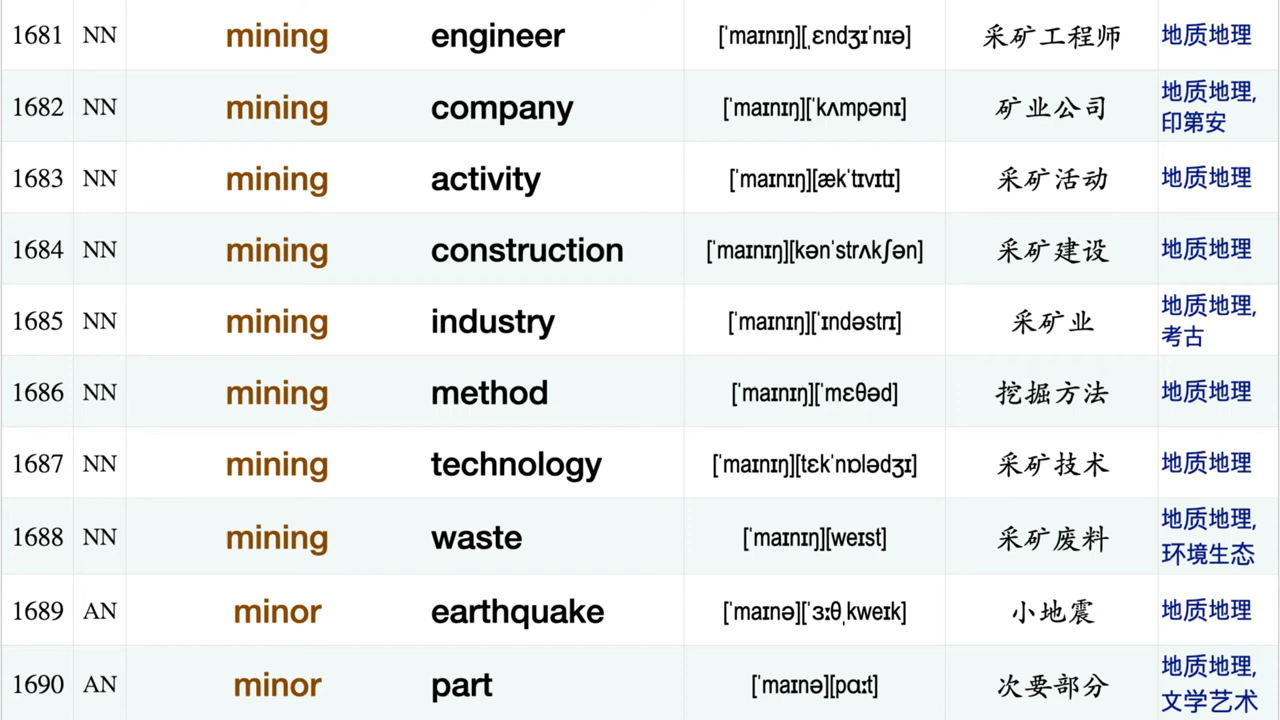 1681 NN mining engineer [ˈmaɪnɪŋ][ˌɛndʒɪˈnɪə] 采矿工程师 地质地理
1682 NN mining company [ˈmaɪnɪŋ][ˈkʌmpənɪ] 矿业公司 地质地理,
印第安
1683 NN mining activity [ˈmaɪnɪŋ][ækˈtɪvɪtɪ] 采矿活动 地质地理
1684 NN mining construction [ˈmaɪnɪŋ][kənˈstrʌkʃən] 采矿建设 地质地理
1685 NN mining industry [ˈmaɪnɪŋ][ˈɪndəstrɪ] 采矿业 地质地理,
考古
1686 NN mining method [ˈmaɪnɪŋ][ˈmɛθəd] 挖掘方法 地质地理
1687 NN mining technology [ˈmaɪnɪŋ][tɛkˈnɒlədʒɪ] 采矿技术 地质地理
1688 NN mining waste [ˈmaɪnɪŋ][weɪst] 采矿废料 地质地理,
环境生态
1689 AN minor earthquake [ˈmaɪnə][ˈɜːθˌkweɪk] 小地震 地质地理
1690 AN minor part [ˈmaɪnə][pɑːt] 次要部分 地质地理,
文学艺术